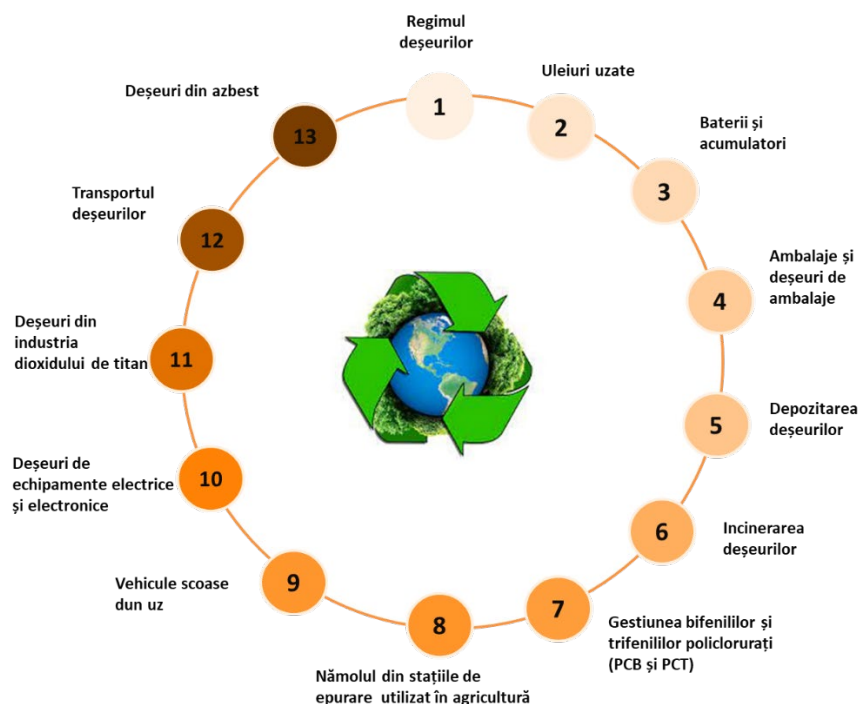 Regimul
deșeurilor
1
Uleiuri uzate
2
Baterii și
acumulatori
3
Ambalaje și
deșeuri de
ambalaje
4
Depozitarea
deșeurilor
5
Incinerarea
deșeurilor
6
Gestiunea bifenililor și
trifenililor policlorurați
(PCB și PCT)
7
Nămolul din stațiile de
epurare utilizat în agricultură
8
Vehicule scoase
dun uz
9
Deșeuri de
echipamente electrice
și electronice
10
Deșeuri din
industria
dioxidului de titan
11
Transportul
deșeurilor
12
Deșeuri din azbest
13